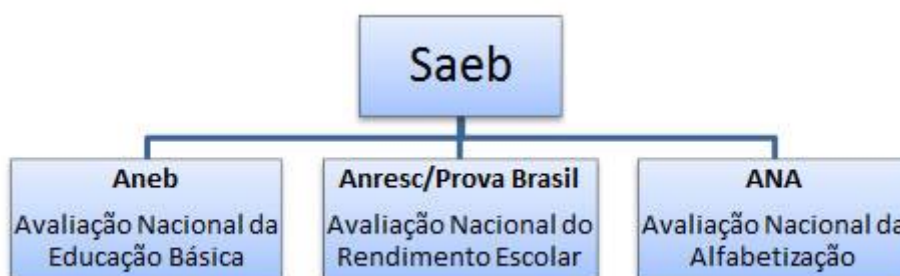 Saeb
Aneb
Avaliação Nacional da
Educação Básica
Anresc/Prova Brasil
Avaliação Nacional do
Rendimento Escolar
ANA
Avaliação Nacional da
Alfabetização